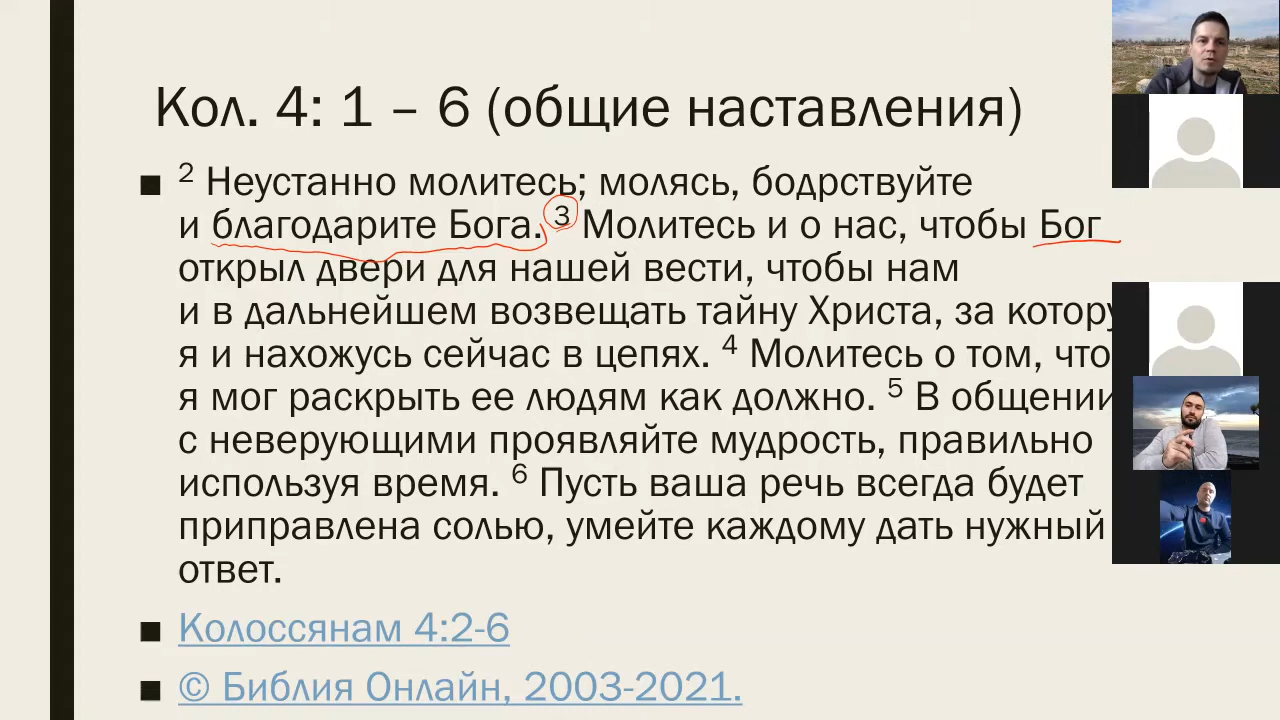 Кол. 4: 1 – 6 (общие наставления)
■ ² Неустанно молитесь; молясь, бодрствуйте
и благодарите Бога. ³ Молитесь и о нас, чтобы Бог
открыл двери для нашей вести, чтобы нам
и в дальнейшем возвещать тайну Христа, за котору
я и нахожусь сейчас в цепях. ⁴ Молитесь о том, что
я мог раскрыть ее людям как должно. ⁵ В общении
с неверующими проявляйте мудрость, правильно
используя время. ⁶ Пусть ваша речь всегда будет
приправлена солью, умейте каждому дать нужный
ответ.
■ Колоссянам 4:2-6
■ © Библия Онлайн, 2003-2021.